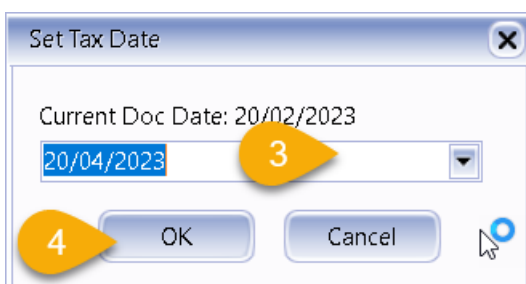 Set Tax Date
Current Doc Date: 20/02/2023
20/04/2023
3
4
OK
Cancel